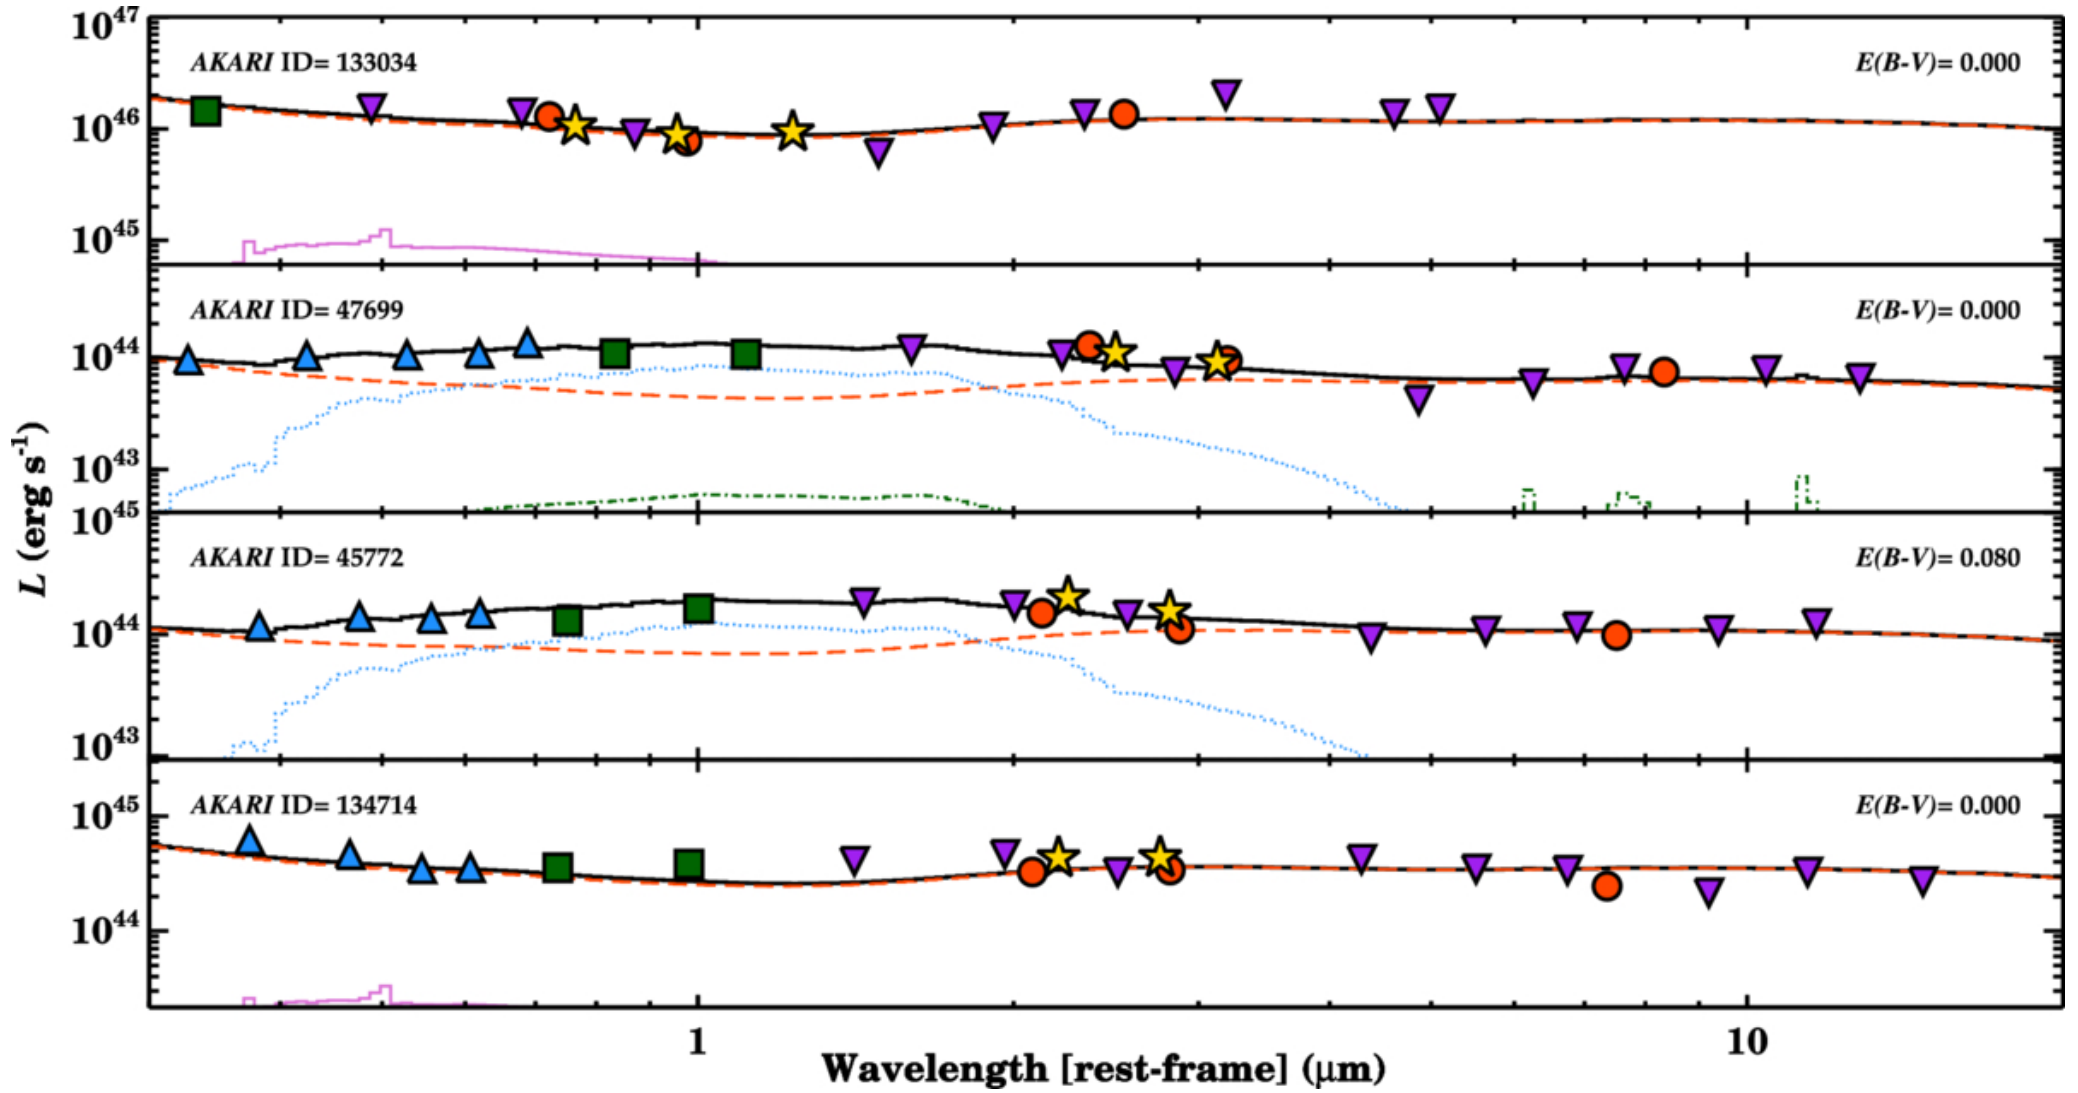 10^47
AKARI ID= 133034
E(B-V)= 0.000
10^46
10^45
AKARI ID= 47699
E(B-V)= 0.000
10^44
10^43
10^45
AKARI ID= 45772
E(B-V)= 0.080
10^44
10^43
AKARI ID= 134714
E(B-V)= 0.000
10^45
10^44
L (erg s^-1)
1
10
Wavelength [rest-frame] (μm)